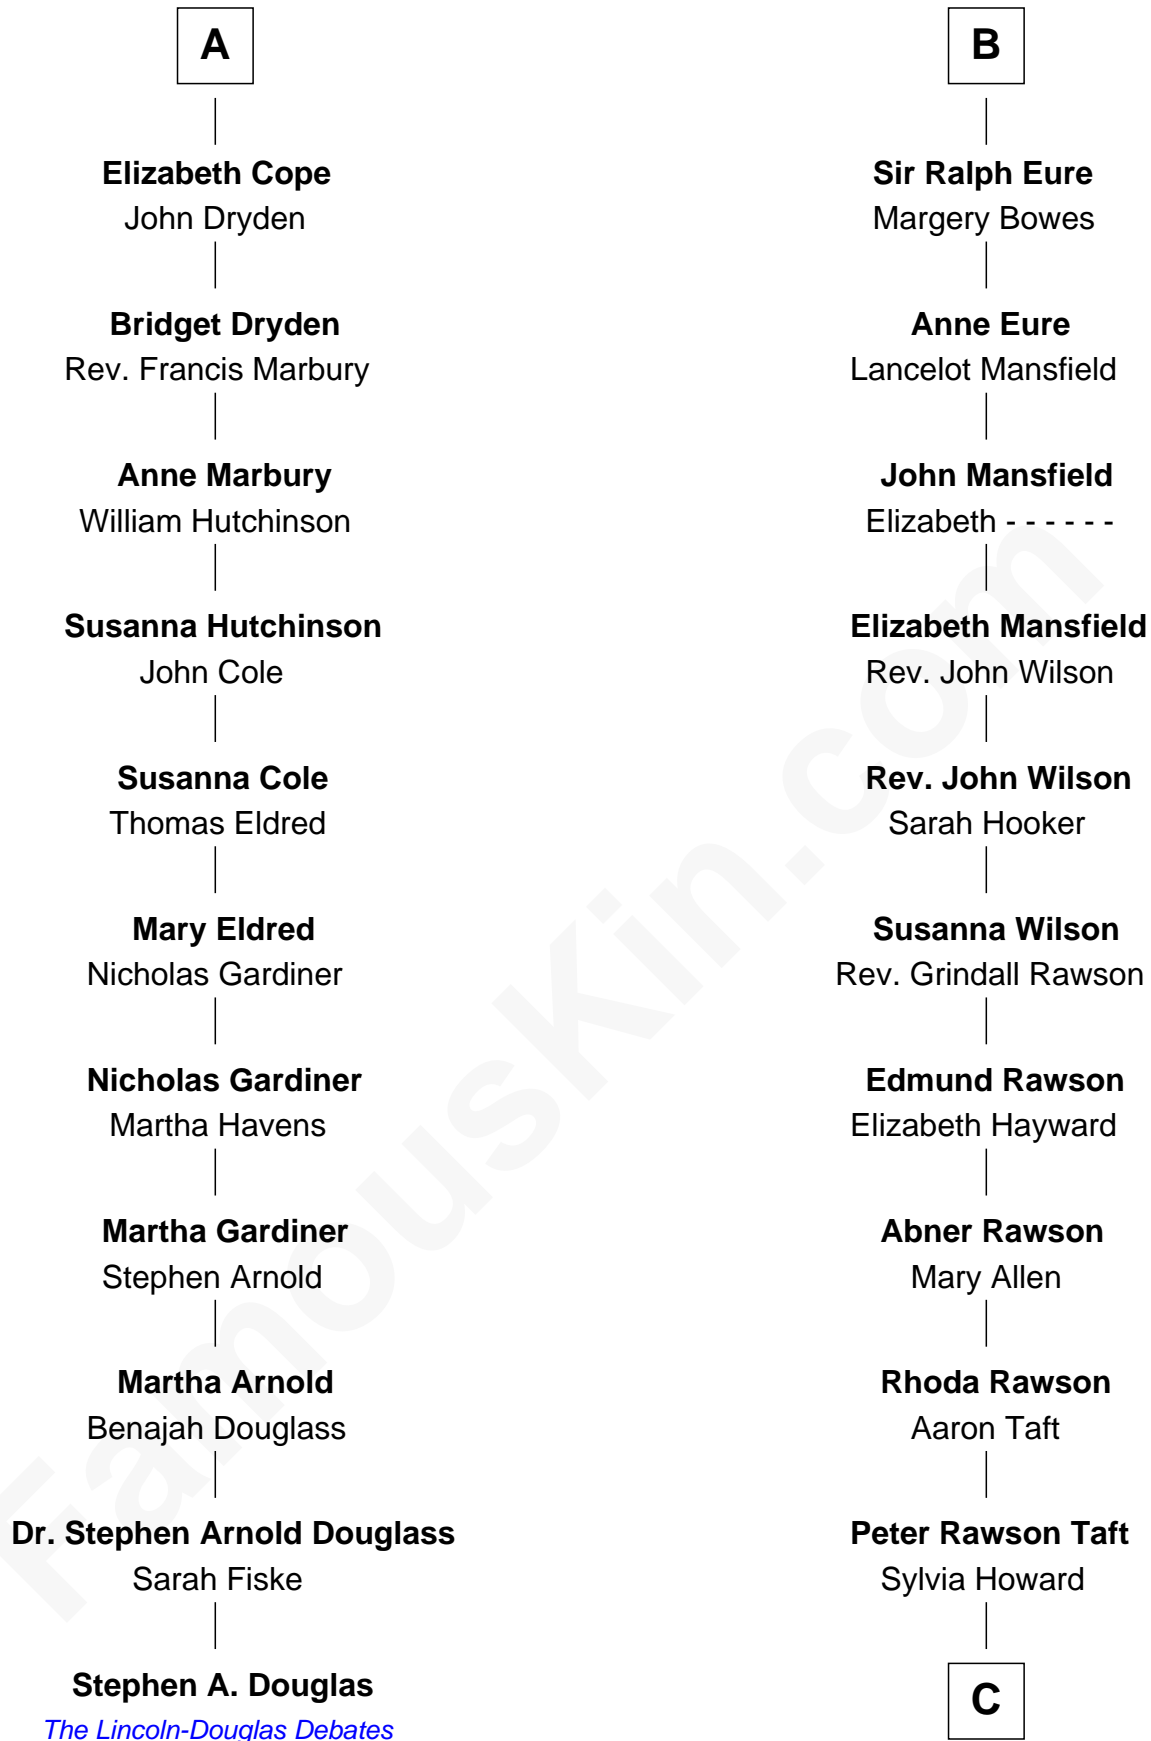 A
Elizabeth Cope
John Dryden
Bridget Dryden
Rev. Francis Marbury
Anne Marbury
William Hutchinson
Susanna Hutchinson
John Cole
Susanna Cole
Thomas Eldred
Mary Eldred
Nicholas Gardiner
Nicholas Gardiner
Martha Havens
Martha Gardiner
Stephen Arnold
Martha Arnold
Benajah Douglass
Dr. Stephen Arnold Douglass
Sarah Fiske
Stephen A. Douglas
The Lincoln-Douglas Debates
B
Sir Ralph Eure
Margery Bowes
Anne Eure
Lancelot Mansfield
John Mansfield
Elizabeth - - - - - -
Elizabeth Mansfield
Rev. John Wilson
Rev. John Wilson
Sarah Hooker
Susanna Wilson
Rev. Grindall Rawson
Edmund Rawson
Elizabeth Hayward
Abner Rawson
Mary Allen
Rhoda Rawson
Aaron Taft
Peter Rawson Taft
Sylvia Howard
C
FamousKin.com